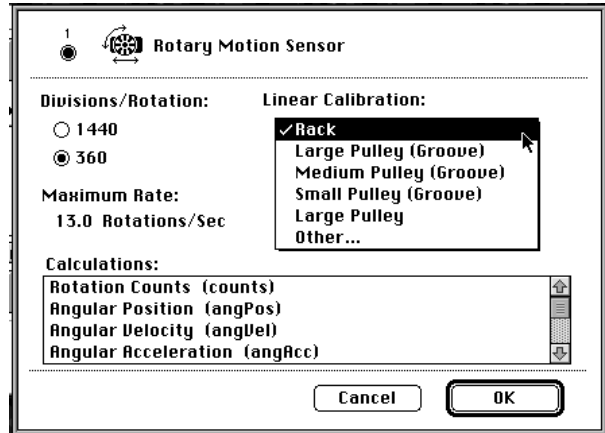 1
Rotary Motion Sensor
Divisions/Rotation:
Linear Calibration:
1440
360
✓Rack
Large Pulley (Groove)
Medium Pulley (Groove)
Small Pulley (Groove)
Large Pulley
Other...
Maximum Rate:
13.0 Rotations/Sec
Calculations:
Rotation Counts (counts)
Angular Position (angPos)
Angular Velocity (angVel)
Angular Acceleration (angAcc)
Cancel
OK